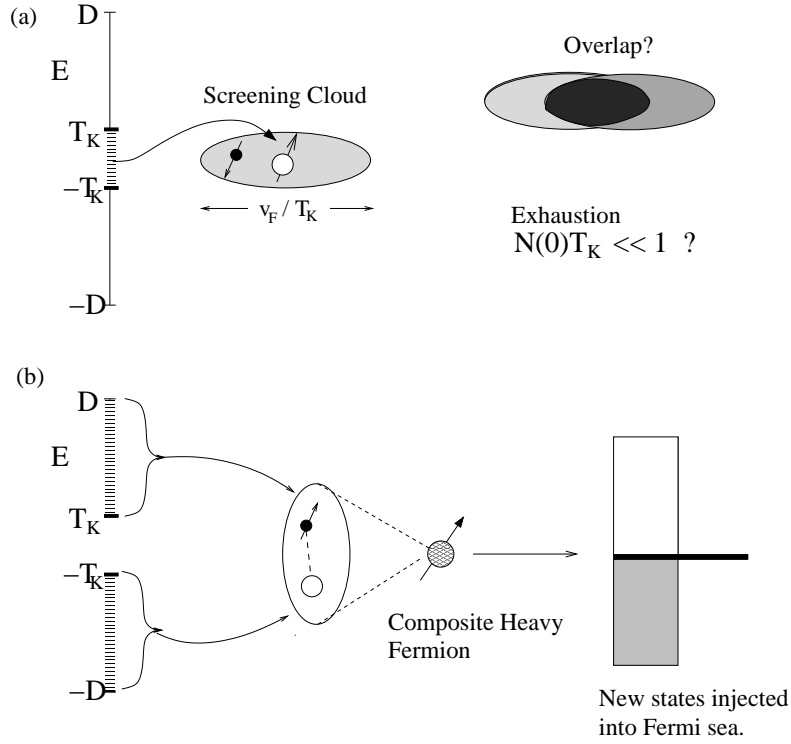 (a)
D
E
T_K
−T_K
−D
Screening Cloud
v_F / T_K
Overlap?
Exhaustion
N(0)T_K << 1 ?
(b)
D
E
T_K
−T_K
−D
Composite Heavy
Fermion
New states injected
into Fermi sea.